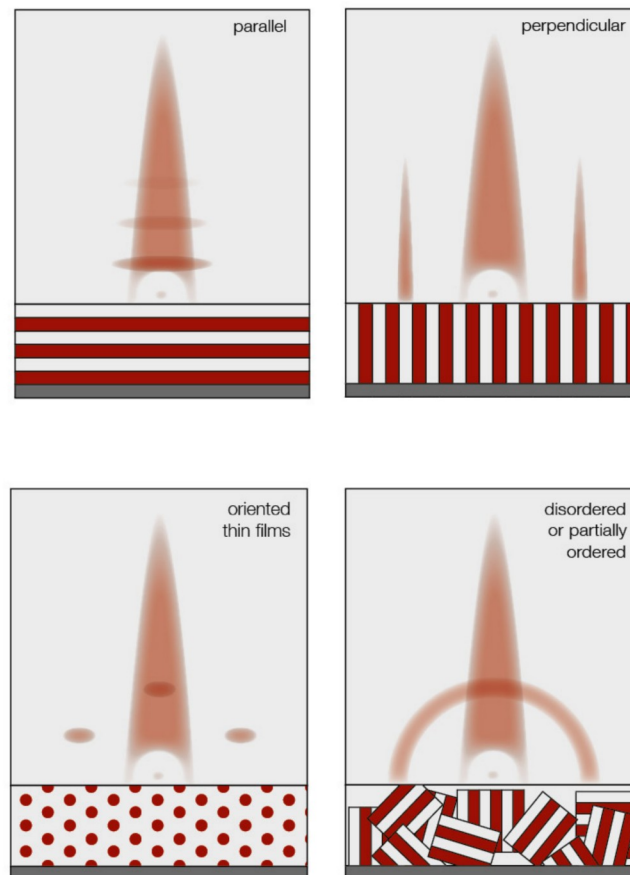 parallel
perpendicular
oriented
thin films
disordered
or partially
ordered